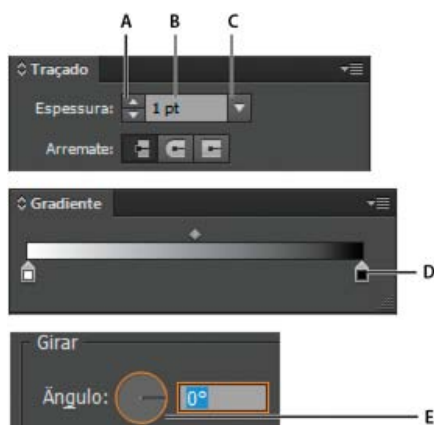 A B C
Traçado
Espessura: 1 pt
Arremate:
Gradiente
D
Girar
Ângulo: 0°
E